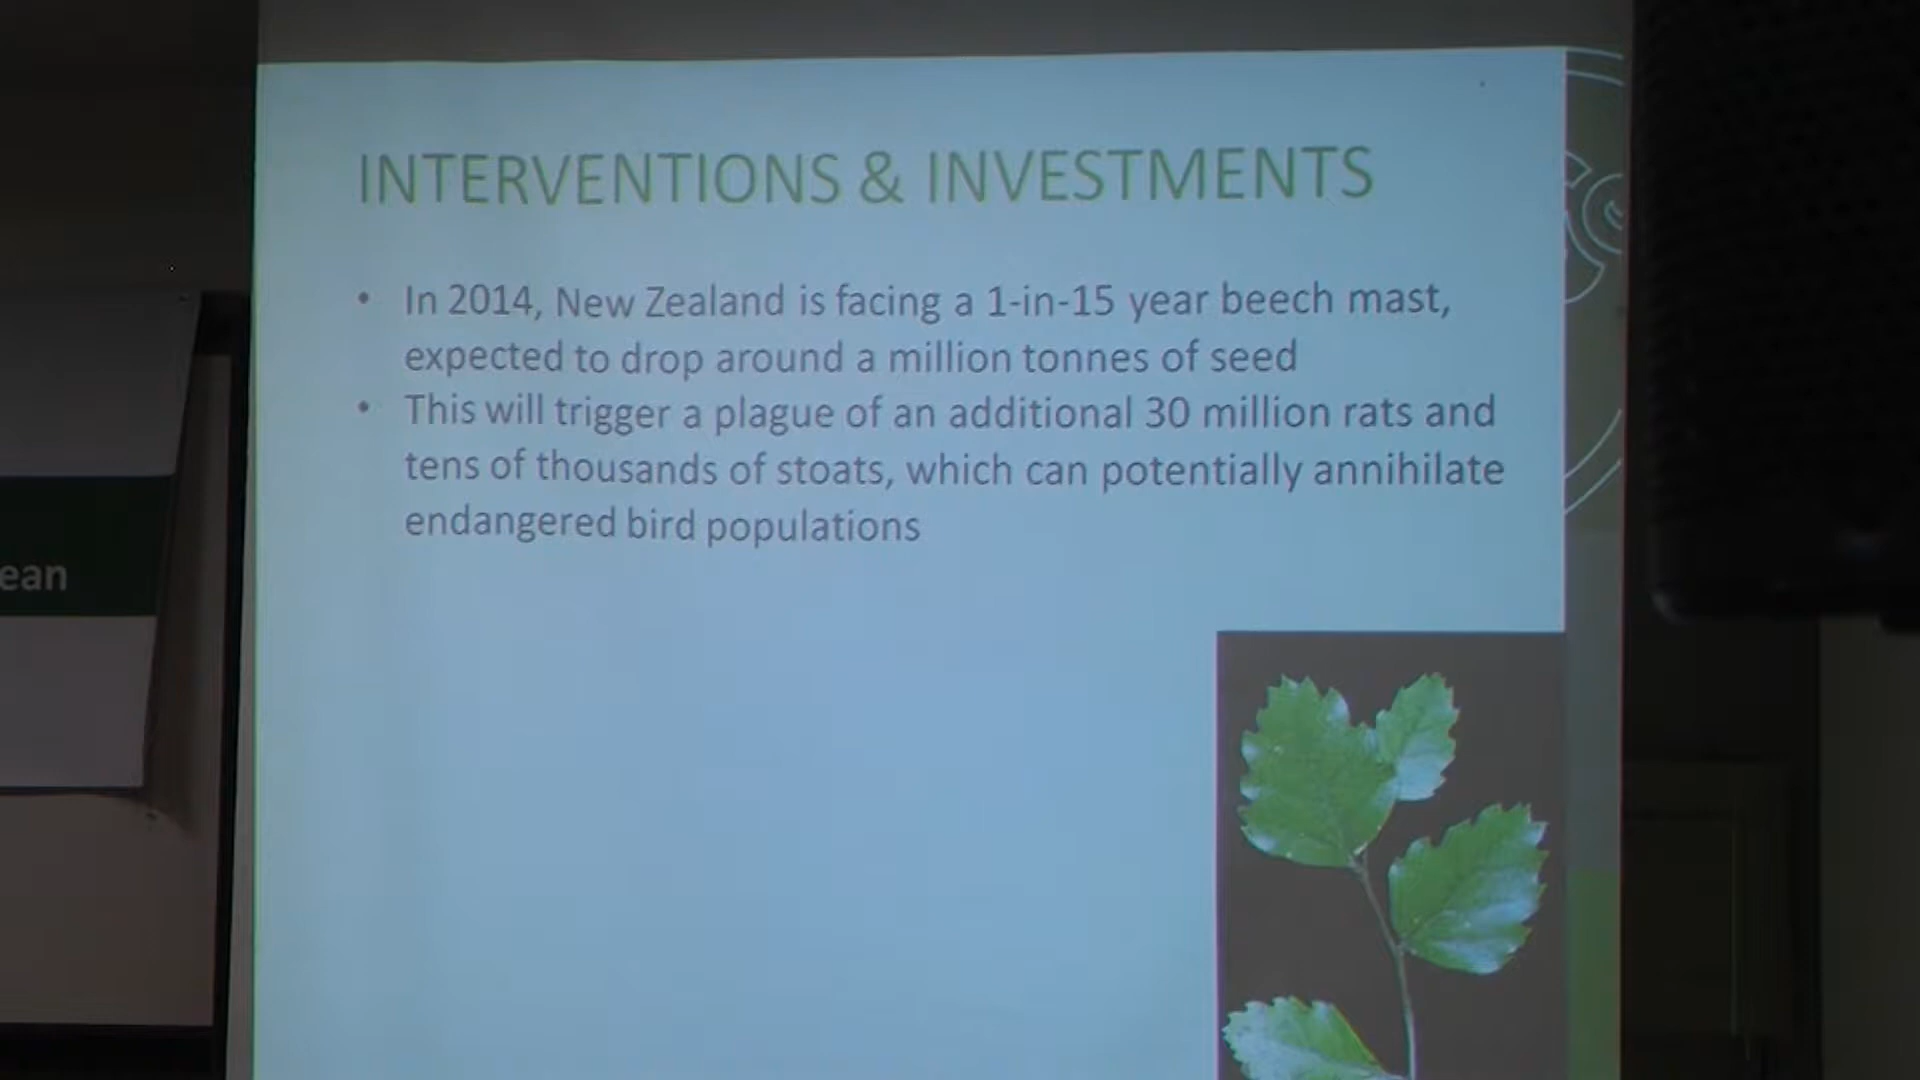 INTERVENTIONS & INVESTMENTS
• In 2014, New Zealand is facing a 1-in-15 year beech mast,
expected to drop around a million tonnes of seed
• This will trigger a plague of an additional 30 million rats and
tens of thousands of stoats, which can potentially annihilate
endangered bird populations
ean